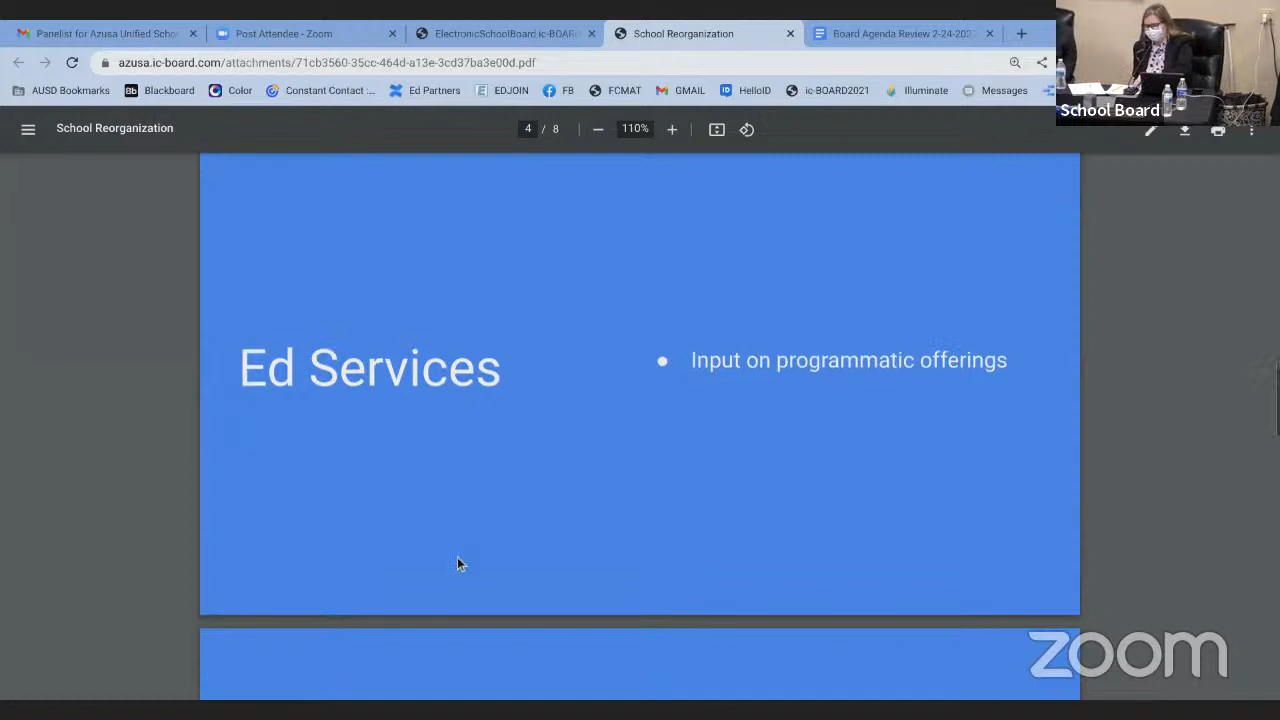 Panelist for Azusa Unified Schoo
Post Attendee - Zoom
ElectronicSchoolBoard ic-BOARD
School Reorganization
Board Agenda Review 2-24-202
azusa.ic-board.com/attachments/71cb3560-35cc-464d-a13e-3cd37ba3e00d.pdf
AUSD Bookmarks
Bb
Blackboard
Color
Constant Contact :...
Ed Partners
EDJOIN
FB
FCMAT
GMAIL
HelloID
ic-BOARD2021
Illuminate
Messages
School Board
School Reorganization
4 / 8
110%
Ed Services
Input on programmatic offerings
zoom